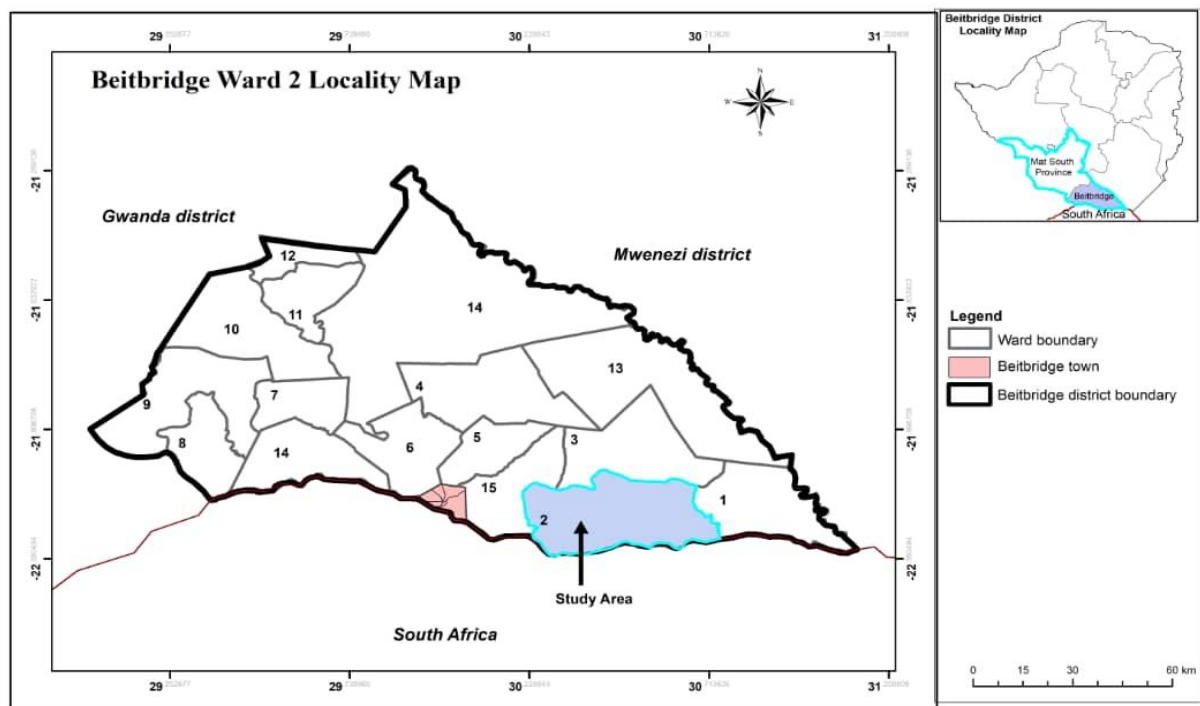 Beitbridge Ward 2 Locality Map
29 29 30 30 31
N
W E
S
-21
-21
-21
-22
Gwanda district
Mwenezi district
12
14
11
10
13
4
7
9
8
14
6
5
3
15
1
2
Study Area
South Africa
29 29 30 30 31
-21
-21
-21
-22
Beitbridge District
Locality Map
Mat South
Province
Beitbridge
South Africa
Legend
Ward boundary
Beitbridge town
Beitbridge district boundary
0 15 30 60 km